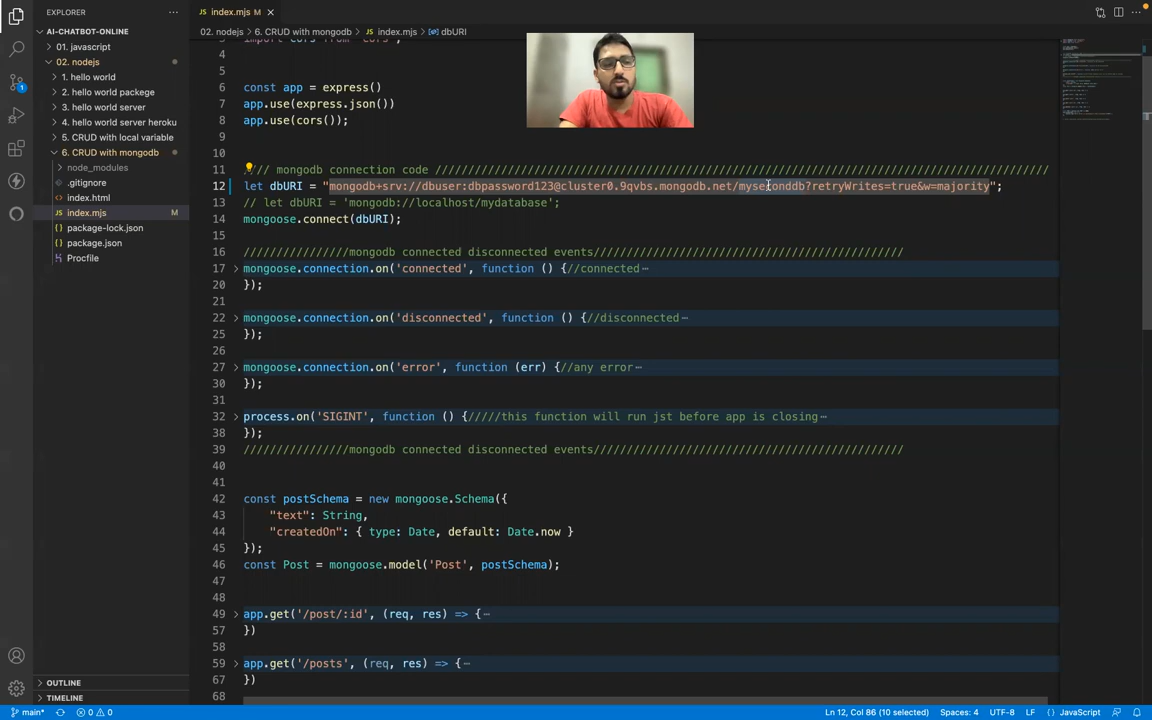 EXPLORER
index.mjs M
AI-CHATBOT-ONLINE
01. javascript
02. nodejs
1. hello world
2. hello world packege
3. hello world server
4. hello world server heroku
5. CRUD with local variable
6. CRUD with mongodb
node_modules
.gitignore
index.html
index.mjs M
package-lock.json
package.json
Procfile
OUTLINE
TIMELINE
02. nodejs > 6. CRUD with mongodb > index.mjs > dbURI
4
5
6 const app = express()
7 app.use(express.json())
8 app.use(cors());
9
10
11 //// mongodb connection code ////////////////////////////////////////////////////////////////////////////////////////////////
12 let dbURI = "mongodb+srv://dbuser:dbpassword123@cluster0.9qvbs.mongodb.net/myseconddb?retryWrites=true&w=majority";
13 // let dbURI = 'mongodb://localhost/mydatabase';
14 mongoose.connect(dbURI);
15
16 ////////////////mongodb connected disconnected events///////////////////////////////////////////////
17 mongoose.connection.on('connected', function () {//connected⋯
20 });
21
22 mongoose.connection.on('disconnected', function () {//disconnected⋯
25 });
26
27 mongoose.connection.on('error', function (err) {//any error⋯
30 });
31
32 process.on('SIGINT', function () {/////this function will run jst before app is closing⋯
38 });
39 ////////////////mongodb connected disconnected events///////////////////////////////////////////////
40
41
42 const postSchema = new mongoose.Schema({
43 "text": String,
44 "createdOn": { type: Date, default: Date.now }
45 });
46 const Post = mongoose.model('Post', postSchema);
47
48
49 app.get('/post/:id', (req, res) => {⋯
57 })
58
59 app.get('/posts', (req, res) => {⋯
67 })
68
main* 0 0
Ln 12, Col 86 (10 selected) Spaces: 4 UTF-8 LF {} JavaScript